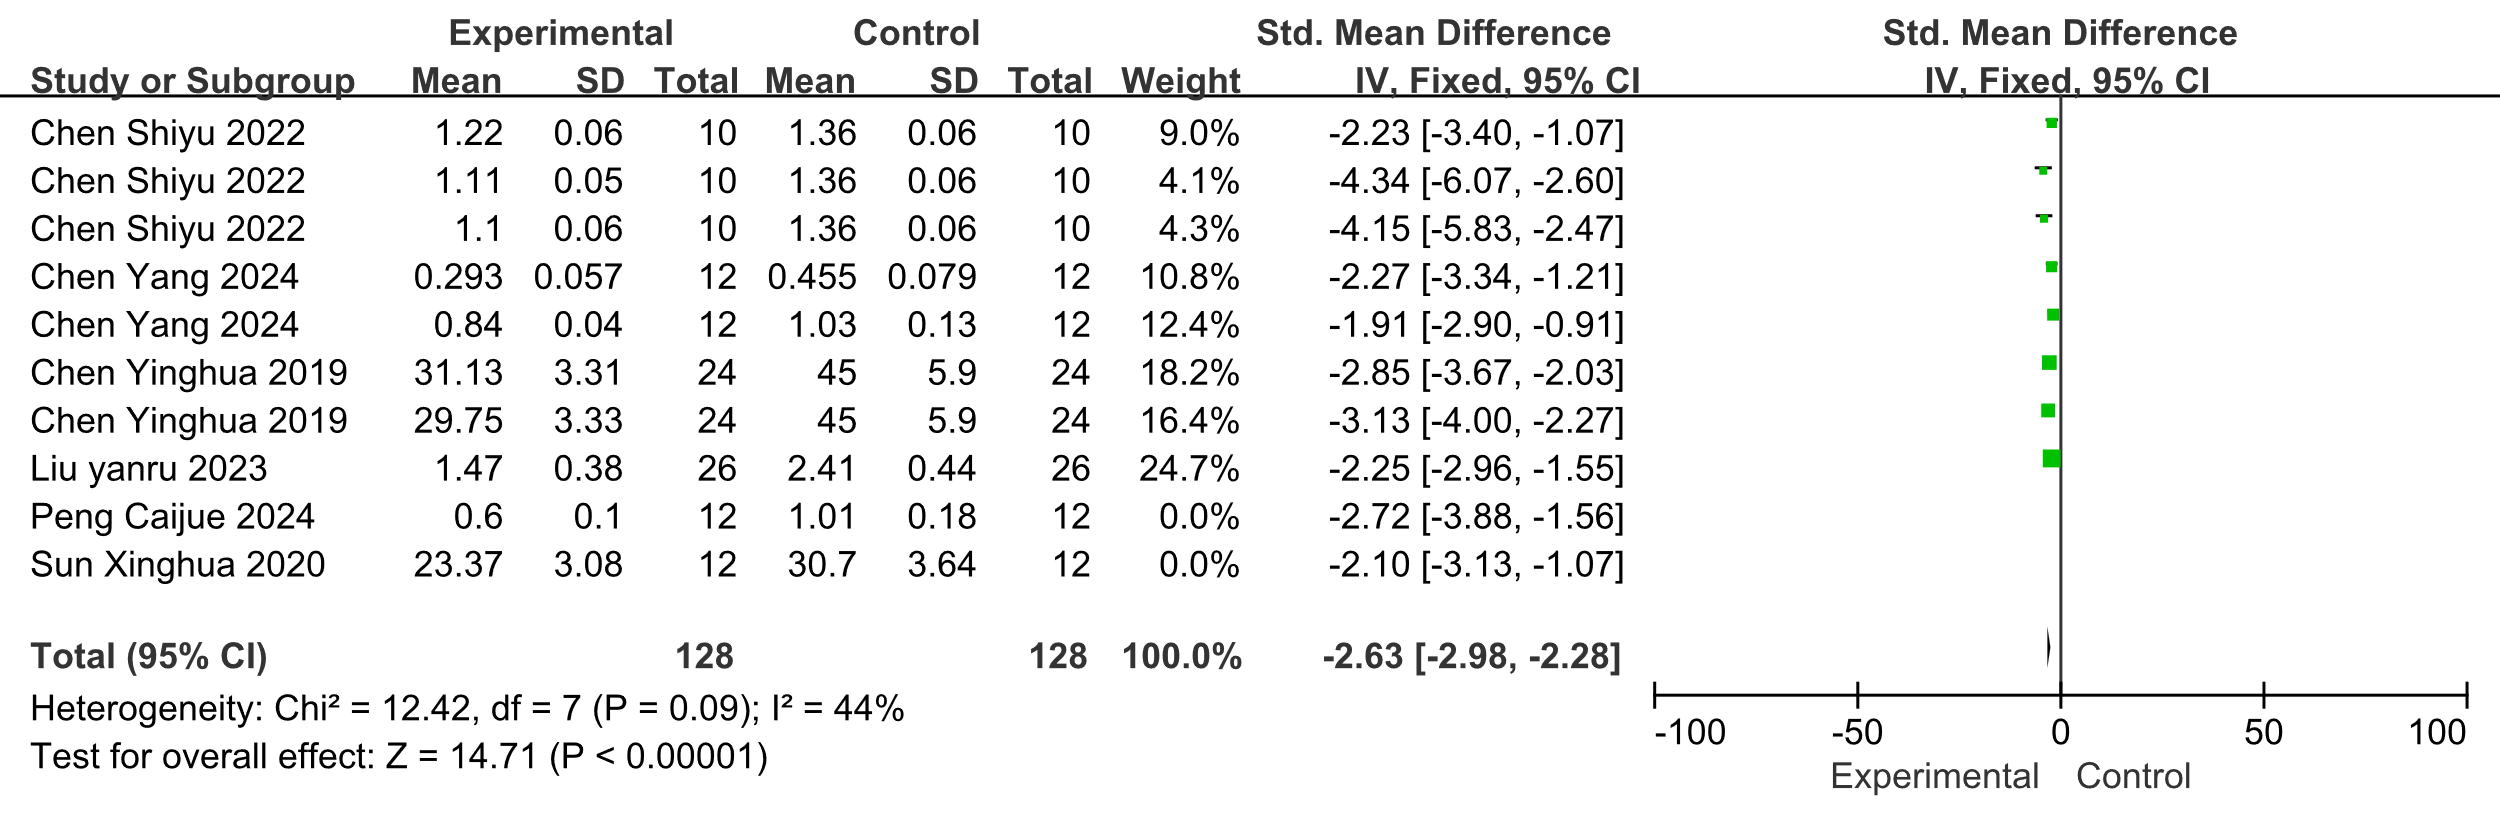 Experimental Control Std. Mean Difference Std. Mean Difference
Study or Subgroup Mean SD Total Mean SD Total Weight IV, Fixed, 95% CI IV, Fixed, 95% CI
Chen Shiyu 2022 1.22 0.06 10 1.36 0.06 10 9.0% -2.23 [-3.40, -1.07]
Chen Shiyu 2022 1.11 0.05 10 1.36 0.06 10 4.1% -4.34 [-6.07, -2.60]
Chen Shiyu 2022 1.1 0.06 10 1.36 0.06 10 4.3% -4.15 [-5.83, -2.47]
Chen Yang 2024 0.293 0.057 12 0.455 0.079 12 10.8% -2.27 [-3.34, -1.21]
Chen Yang 2024 0.84 0.04 12 1.03 0.13 12 12.4% -1.91 [-2.90, -0.91]
Chen Yinghua 2019 31.13 3.31 24 45 5.9 24 18.2% -2.85 [-3.67, -2.03]
Chen Yinghua 2019 29.75 3.33 24 45 5.9 24 16.4% -3.13 [-4.00, -2.27]
Liu yanru 2023 1.47 0.38 26 2.41 0.44 26 24.7% -2.25 [-2.96, -1.55]
Peng Caijue 2024 0.6 0.1 12 1.01 0.18 12 0.0% -2.72 [-3.88, -1.56]
Sun Xinghua 2020 23.37 3.08 12 30.7 3.64 12 0.0% -2.10 [-3.13, -1.07]
Total (95% CI) 128 128 100.0% -2.63 [-2.98, -2.28]
Heterogeneity: Chi² = 12.42, df = 7 (P = 0.09); I² = 44%
Test for overall effect: Z = 14.71 (P < 0.00001)
-100 -50 0 50 100
Experimental Control